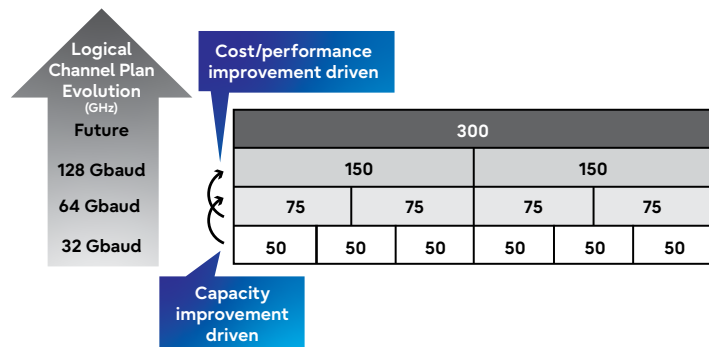 Logical
Channel Plan
Evolution
(GHz)
Cost/performance
improvement driven
Future
300
128 Gbaud
150 150
64 Gbaud
75 75 75 75
32 Gbaud
50 50 50 50 50 50
Capacity
improvement
driven